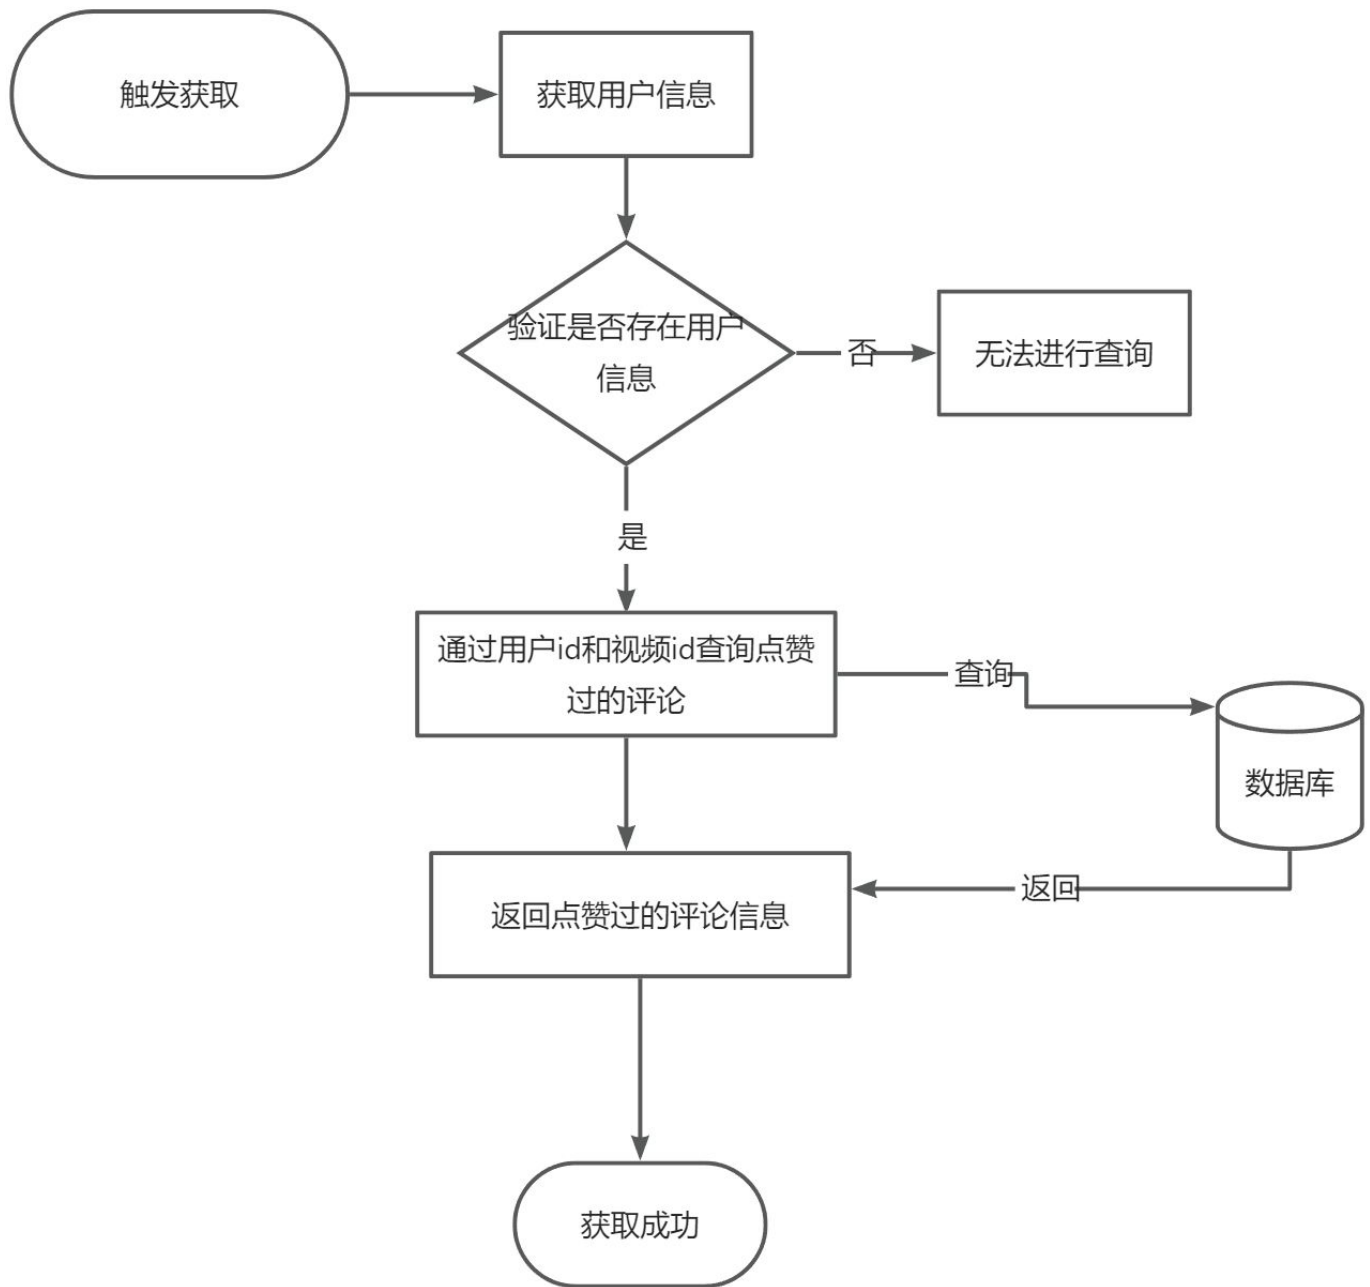 触发获取
获取用户信息
验证是否存在用户
信息
否
无法进行查询
是
通过用户id和视频id查询点赞
过的评论
查询
数据库
返回
返回点赞过的评论信息
获取成功